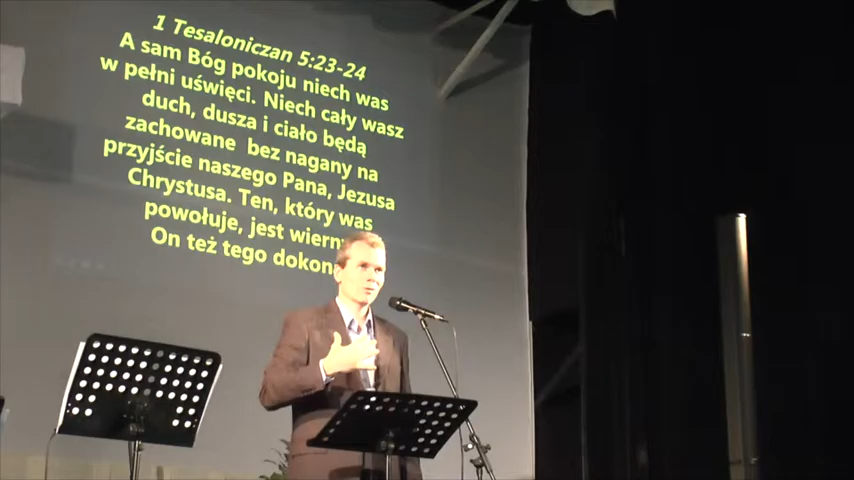 1 Tesaloniczan 5:23-24
A sam Bóg pokoju niech was
w pełni uświęci. Niech cały wasz
duch, dusza i ciało będą
zachowane bez nagany na
przyjście naszego Pana, Jezusa
Chrystusa. Ten, który was
powołuje, jest
On też tego